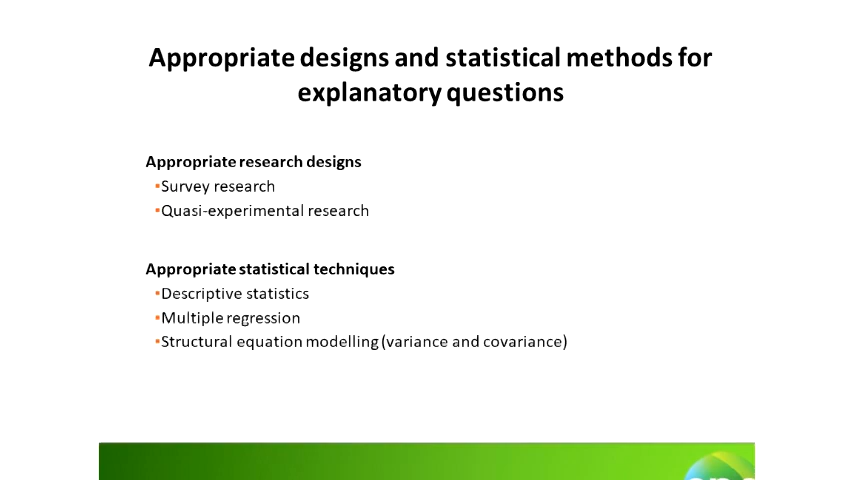 Appropriate designs and statistical methods for
explanatory questions
Appropriate research designs
▪Survey research
▪Quasi-experimental research
Appropriate statistical techniques
▪Descriptive statistics
▪Multiple regression
▪Structural equation modelling (variance and covariance)